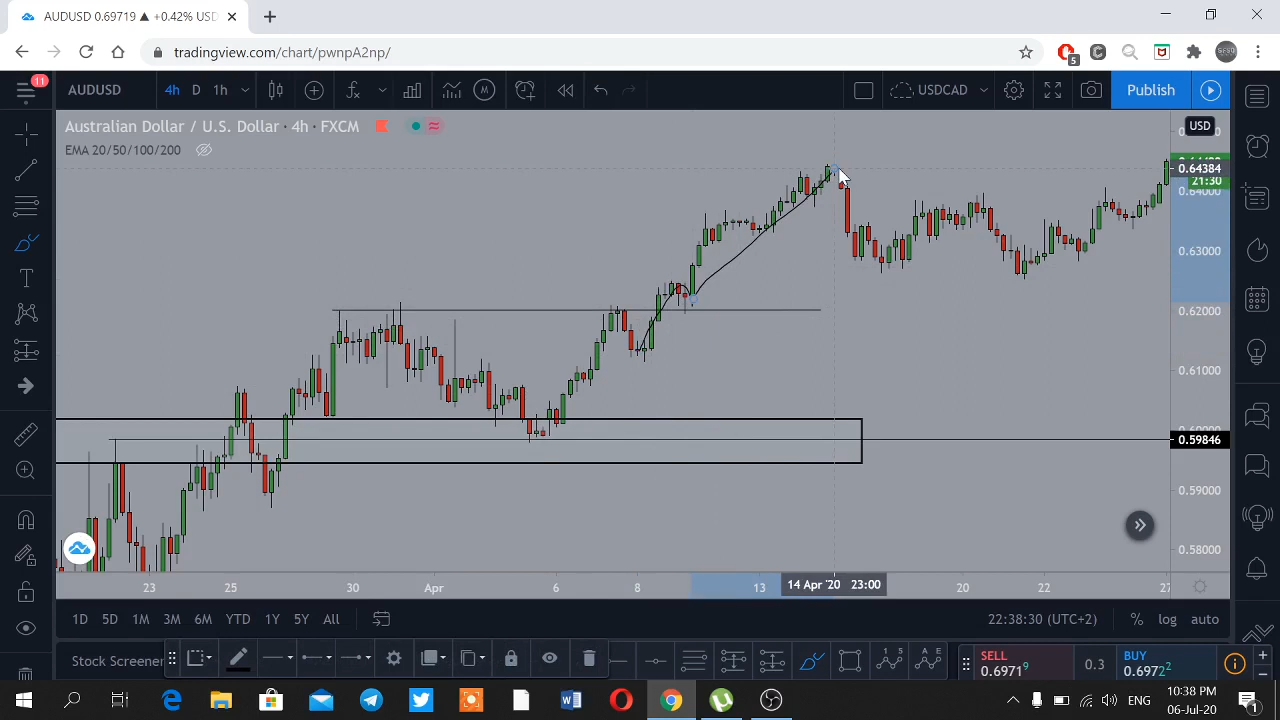 AUDUSD 0.69719 ▲ +0.42% USD
tradingview.com/chart/pwnpA2np/
5
11
AUDUSD 4h D 1h USDCAD Publish
Australian Dollar / U.S. Dollar · 4h · FXCM
EMA 20/50/100/200
USD
0.64384
21:30
0.64000
0.63000
0.62000
0.61000
0.59846
0.59000
0.58000
23 25 30 Apr 6 8 13 14 Apr '20 23:00 20 22 27
1D 5D 1M 3M 6M YTD 1Y 5Y All 22:38:30 (UTC+2) % log auto
Stock Screener
SELL 0.69719 0.3 BUY 0.69722
ENG 10:38 PM
06-Jul-20